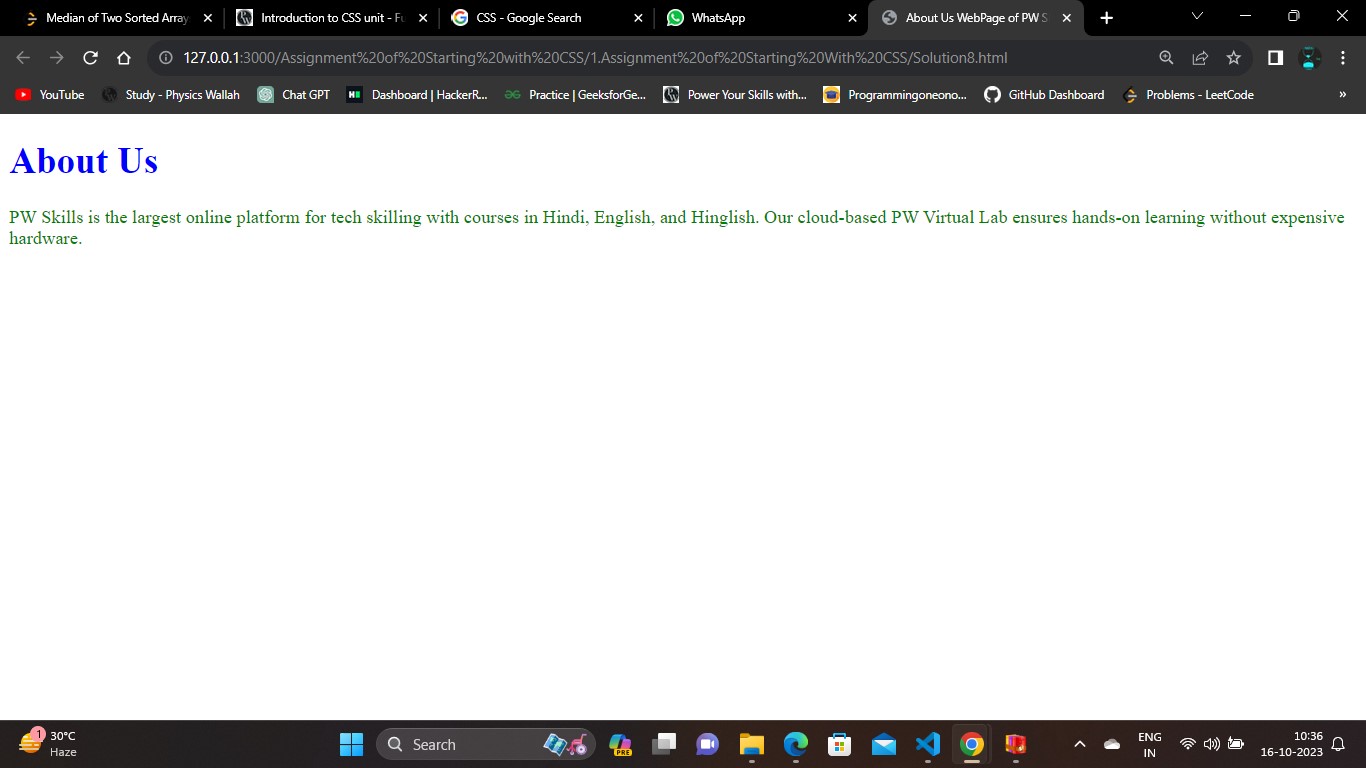 Median of Two Sorted Array
Introduction to CSS unit - Fu
CSS - Google Search
WhatsApp
About Us WebPage of PW S
127.0.0.1:3000/Assignment%20of%20Starting%20with%20CSS/1.Assignment%20of%20Starting%20With%20CSS/Solution8.html
YouTube
Study - Physics Wallah
Chat GPT
Dashboard | HackerR...
Practice | GeeksforGe...
Power Your Skills with...
Programmingoneono...
GitHub Dashboard
Problems - LeetCode
»
About Us
PW Skills is the largest online platform for tech skilling with courses in Hindi, English, and Hinglish. Our cloud-based PW Virtual Lab ensures hands-on learning without expensive
hardware.
1
30°C
Haze
Search
PRE
ENG
IN
10:36
16-10-2023